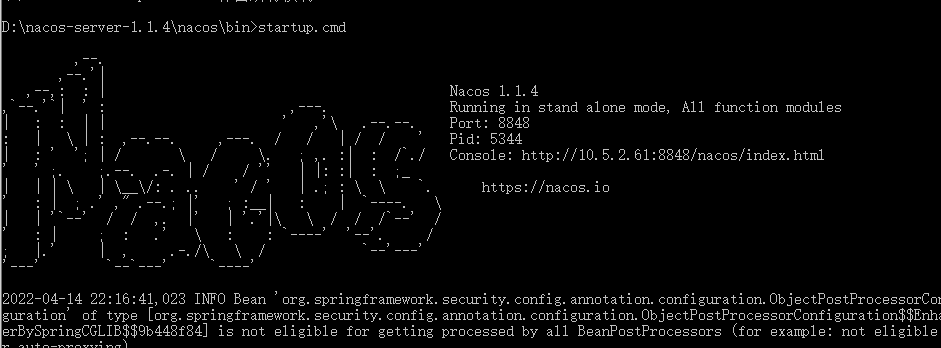 D:\nacos-server-1.1.4\nacos\bin>startup.cmd
Nacos 1.1.4
Running in stand alone mode, All function modules
Port: 8848
Pid: 5344
Console: http://10.5.2.61:8848/nacos/index.html
https://nacos.io
2022-04-14 22:16:41,023 INFO Bean 'org.springframework.security.config.annotation.configuration.ObjectPostProcessorCon
guration' of type [org.springframework.security.config.annotation.configuration.ObjectPostProcessorConfiguration$$Enha
erBySpringCGLIB$$9b448f84] is not eligible for getting processed by all BeanPostProcessors (for example: not eligible
r auto-proxying)